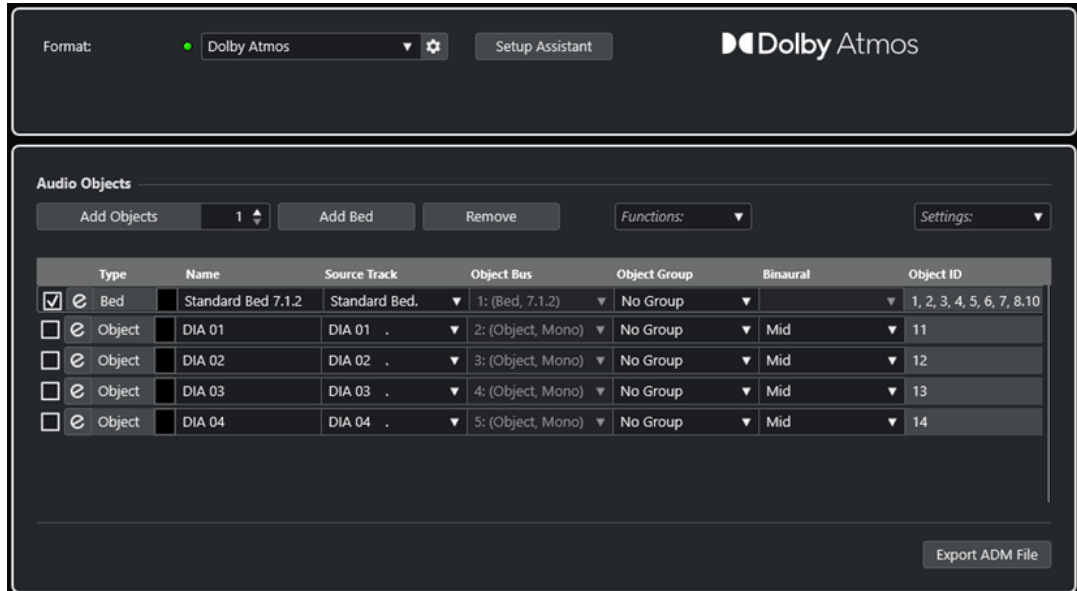 Format: Dolby Atmos Setup Assistant Dolby Atmos
Audio Objects
Add Objects 1 Add Bed Remove Functions: Settings:
Type Name Source Track Object Bus Object Group Binaural Object ID
Bed Standard Bed 7.1.2 Standard Bed. 1: (Bed, 7.1.2) No Group 1, 2, 3, 4, 5, 6, 7, 8.10
Object DIA 01 DIA 01 . 2: (Object, Mono) No Group Mid 11
Object DIA 02 DIA 02 . 3: (Object, Mono) No Group Mid 12
Object DIA 03 DIA 03 . 4: (Object, Mono) No Group Mid 13
Object DIA 04 DIA 04 . 5: (Object, Mono) No Group Mid 14
Export ADM File